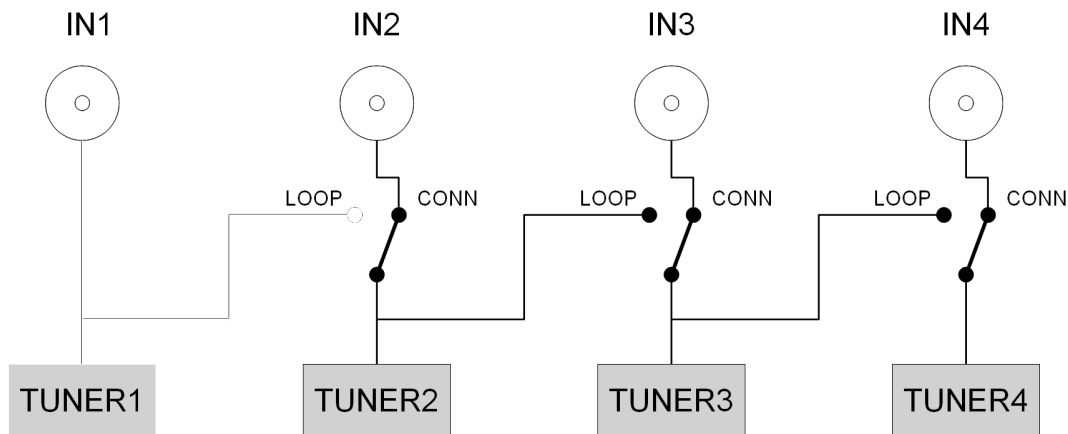 IN1 IN2 IN3 IN4
LOOP CONN LOOP CONN LOOP CONN
TUNER1 TUNER2 TUNER3 TUNER4